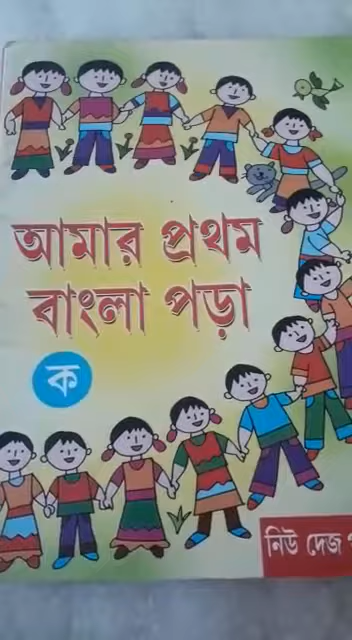 আমার প্রথম
বাংলা পড়া
ক
নিউ দেজ